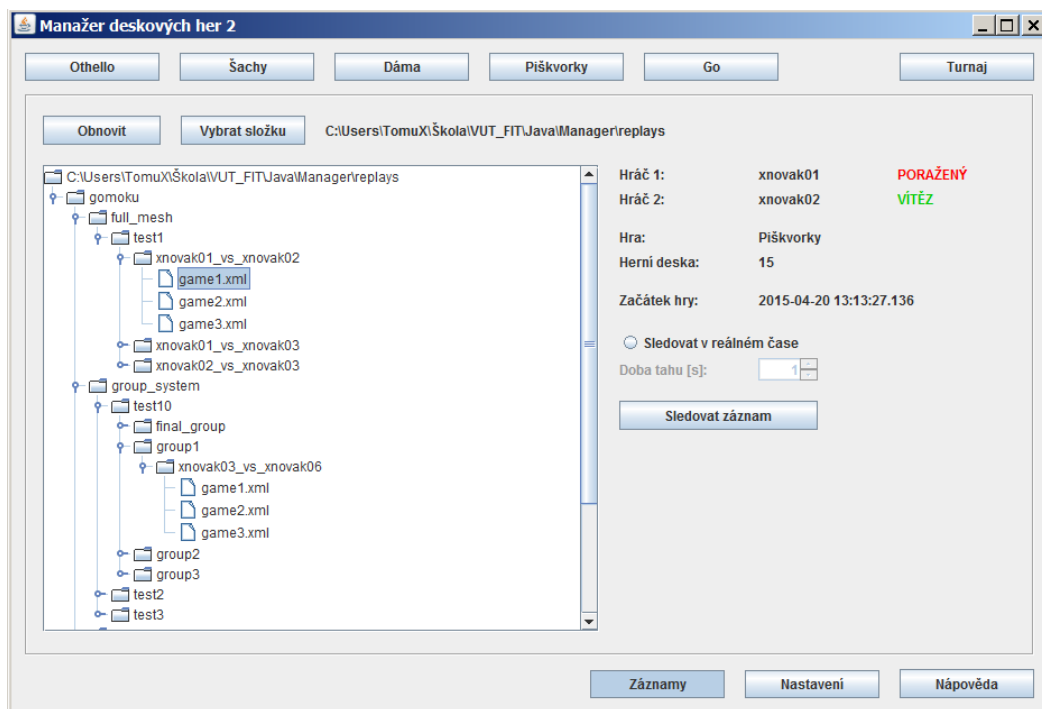 Manažer deskových her 2
Othello Šachy Dáma Piškvorky Go Turnaj
Obnovit Vybrat složku C:\Users\TomuX\Škola\VUT_FIT\Java\Manager\replays
C:\Users\TomuX\Škola\VUT_FIT\Java\Manager\replays
gomoku
full_mesh
test1
xnovak01_vs_xnovak02
game1.xml
game2.xml
game3.xml
xnovak01_vs_xnovak03
xnovak02_vs_xnovak03
group_system
test10
final_group
group1
xnovak03_vs_xnovak06
game1.xml
game2.xml
game3.xml
group2
group3
test2
test3
Hráč 1: xnovak01 PORAŽENÝ
Hráč 2: xnovak02 VÍTĚZ
Hra: Piškvorky
Herní deska: 15
Začátek hry: 2015-04-20 13:13:27.136
Sledovat v reálném čase
Doba tahu [s]: 1
Sledovat záznam
Záznamy Nastavení Nápověda